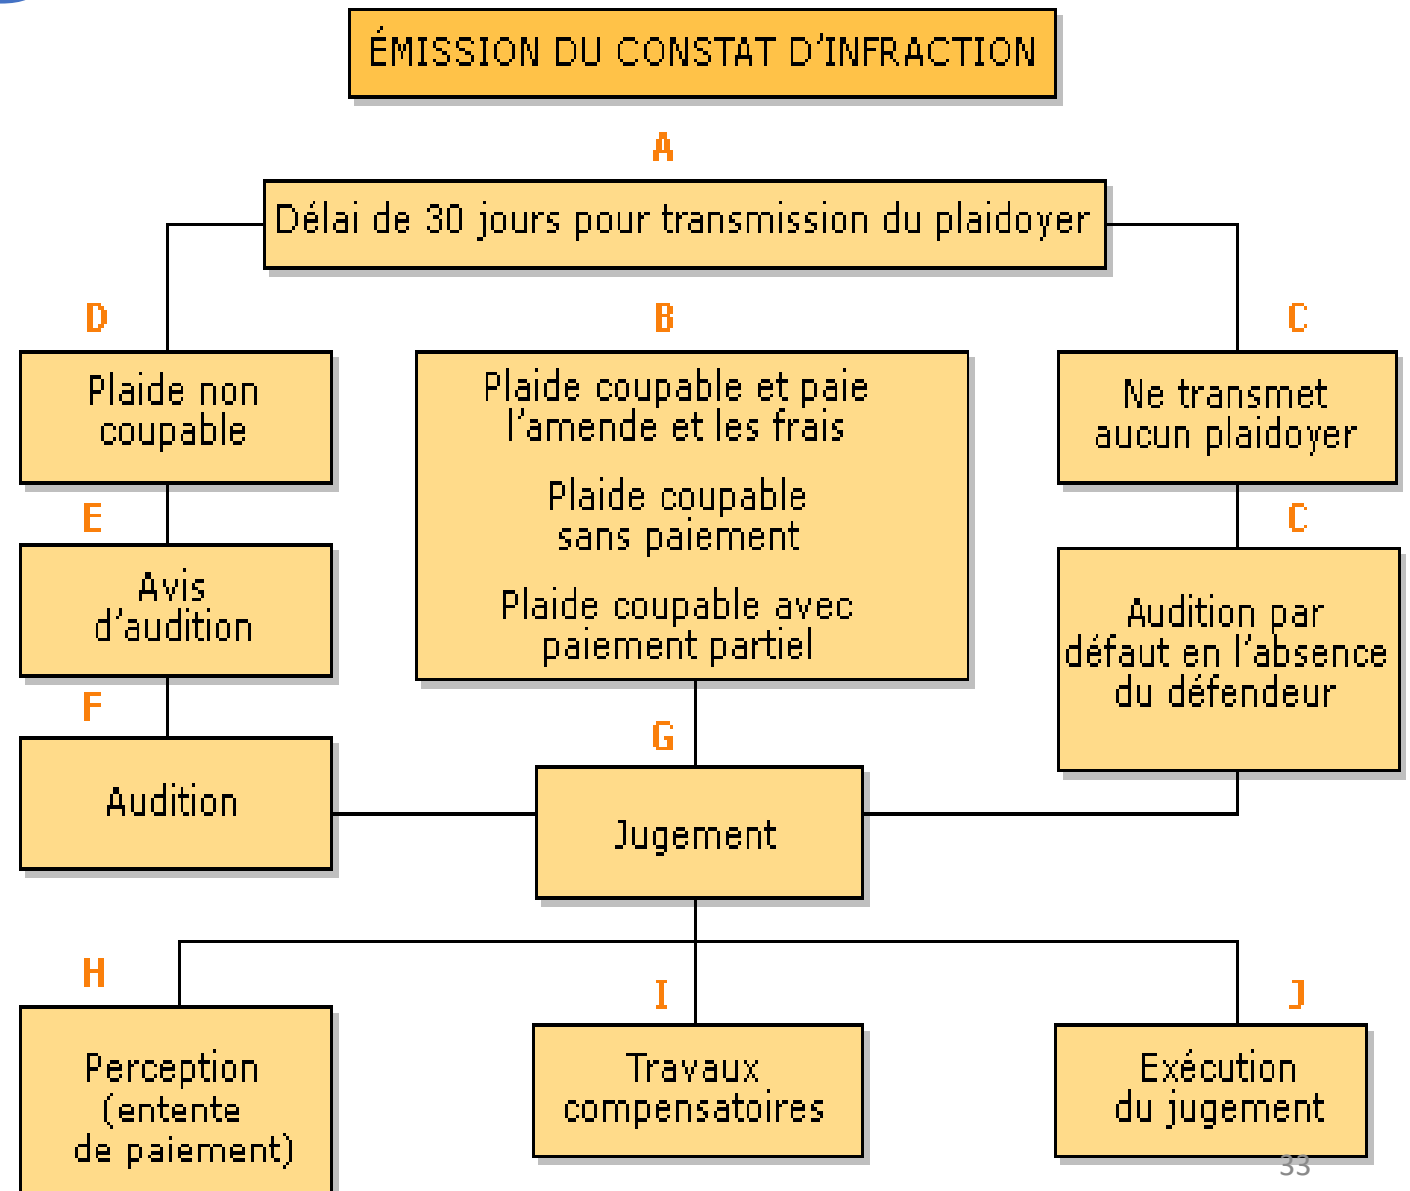 ÉMISSION DU CONSTAT D'INFRACTION
A
Délai de 30 jours pour transmission du plaidoyer
D
Plaide non
coupable
B
Plaide coupable et paie
l'amende et les frais
Plaide coupable
sans paiement
Plaide coupable avec
paiement partiel
C
Ne transmet
aucun plaidoyer
E
Avis
d'audition
C
Audition par
défaut en l'absence
du défendeur
F
Audition
G
Jugement
H
Perception
(entente
de paiement)
I
Travaux
compensatoires
J
Exécution
du jugement
33